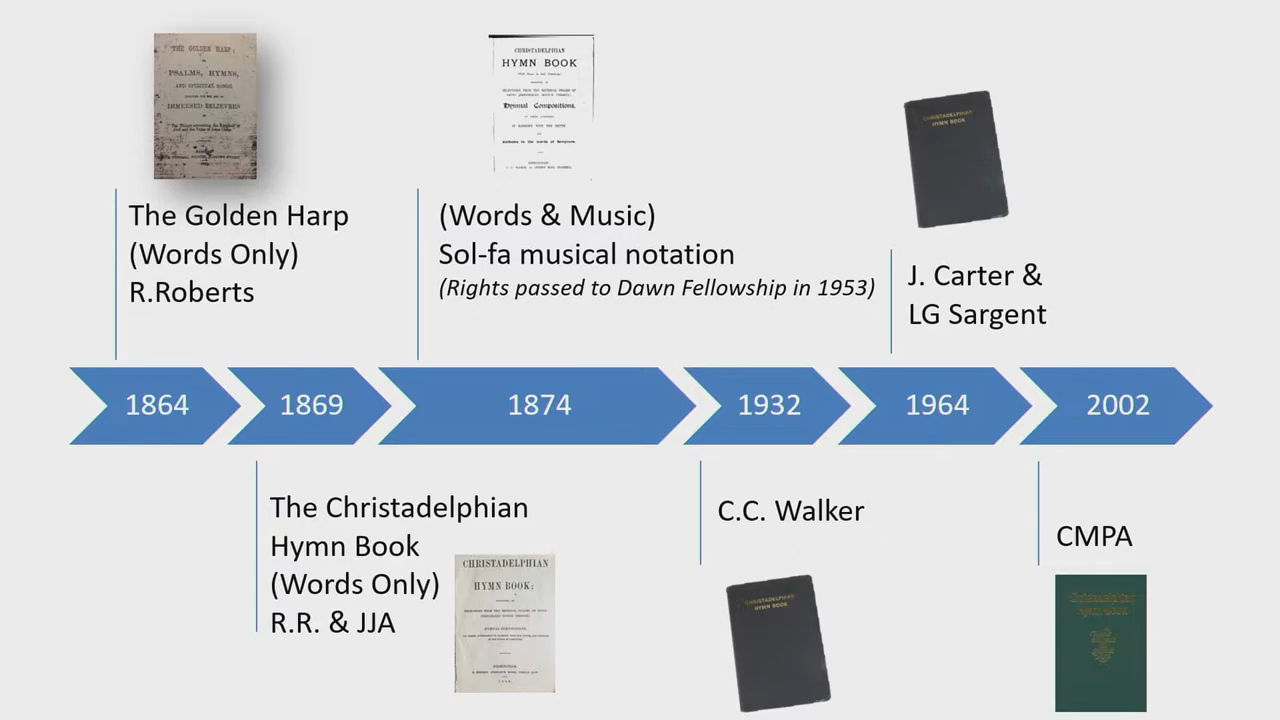 THE GOLDEN HARP;
OR
PSALMS, HYMNS,
AND SPIRITUAL SONGS,
IMMERSED BELIEVERS
CHRISTADELPHIAN
HYMN BOOK
Hymnal Compositions,
CHRISTADELPHIAN
HYMN BOOK
The Golden Harp
(Words Only)
R.Roberts
(Words & Music)
Sol-fa musical notation
(Rights passed to Dawn Fellowship in 1953)
J. Carter &
LG Sargent
1864
1869
1874
1932
1964
2002
The Christadelphian
Hymn Book
(Words Only)
R.R. & JJA
CHRISTADELPHIAN
HYMN BOOK;
C.C. Walker
CHRISTADELPHIAN
HYMN BOOK
CMPA
Christadelphian
Hymn Book